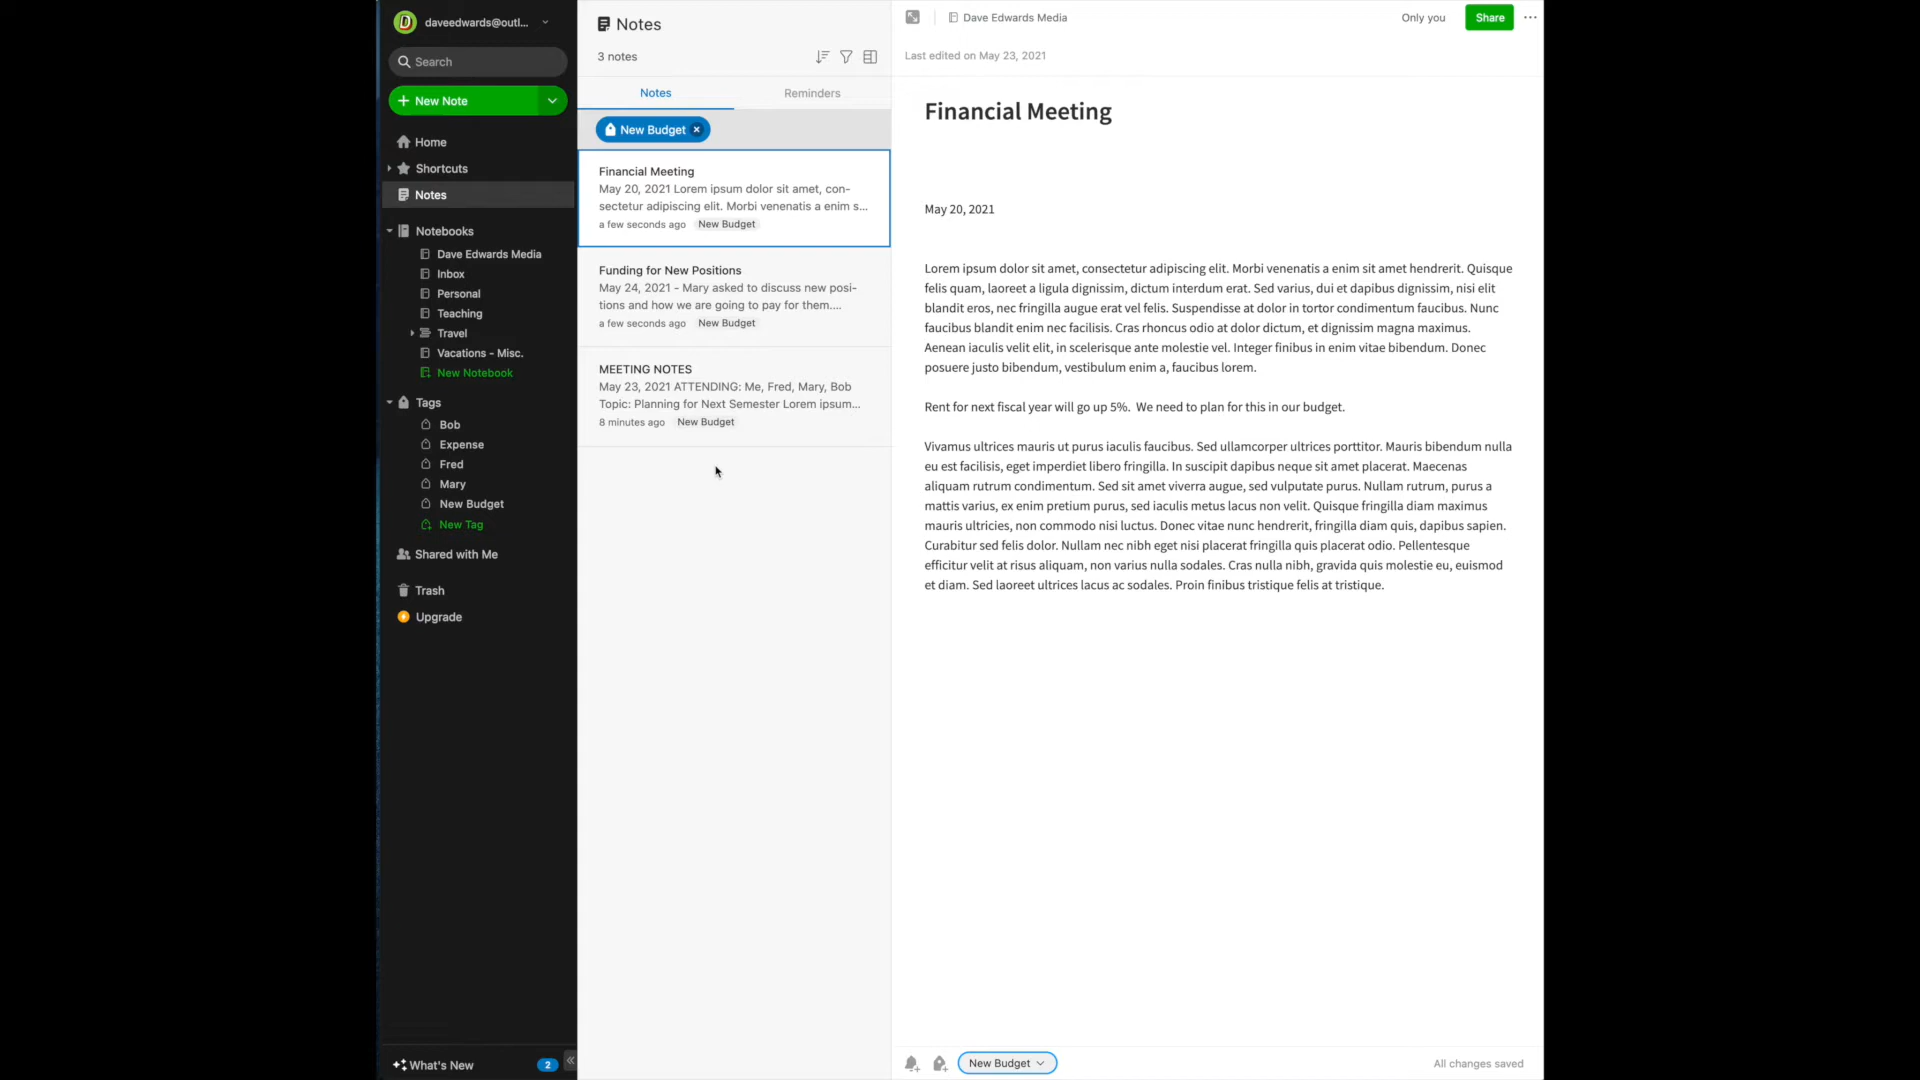 daveedwards@outl...
Search
New Note
Home
Shortcuts
Notes
Notebooks
Dave Edwards Media
Inbox
Personal
Teaching
Travel
Vacations - Misc.
New Notebook
Tags
Bob
Expense
Fred
Mary
New Budget
New Tag
Shared with Me
Trash
Upgrade
What's New
2
Notes
3 notes
Notes
Reminders
New Budget
Financial Meeting
May 20, 2021 Lorem ipsum dolor sit amet, con-
sectetur adipiscing elit. Morbi venenatis a enim s...
a few seconds ago New Budget
Funding for New Positions
May 24, 2021 - Mary asked to discuss new posi-
tions and how we are going to pay for them....
a few seconds ago New Budget
MEETING NOTES
May 23, 2021 ATTENDING: Me, Fred, Mary, Bob
Topic: Planning for Next Semester Lorem ipsum...
8 minutes ago New Budget
Dave Edwards Media
Only you
Share
Last edited on May 23, 2021
Financial Meeting
May 20, 2021
Lorem ipsum dolor sit amet, consectetur adipiscing elit. Morbi venenatis a enim sit amet hendrerit. Quisque
felis quam, laoreet a ligula dignissim, dictum interdum erat. Sed varius, dui et dapibus dignissim, nisi elit
blandit eros, nec fringilla augue erat vel felis. Suspendisse at dolor in tortor condimentum faucibus. Nunc
faucibus blandit enim nec facilisis. Cras rhoncus odio at dolor dictum, et dignissim magna maximus.
Aenean iaculis velit elit, in scelerisque ante molestie vel. Integer finibus in enim vitae bibendum. Donec
posuere justo bibendum, vestibulum enim a, faucibus lorem.
Rent for next fiscal year will go up 5%.  We need to plan for this in our budget.
Vivamus ultrices mauris ut purus iaculis faucibus. Sed ullamcorper ultrices porttitor. Mauris bibendum nulla
eu est facilisis, eget imperdiet libero fringilla. In suscipit dapibus neque sit amet placerat. Maecenas
aliquam rutrum condimentum. Sed sit amet viverra augue, sed vulputate purus. Nullam rutrum, purus a
mattis varius, ex enim pretium purus, sed iaculis metus lacus non velit. Quisque fringilla diam maximus
mauris ultricies, non commodo nisi luctus. Donec vitae nunc hendrerit, fringilla diam quis, dapibus sapien.
Curabitur sed felis dolor. Nullam nec nibh eget nisi placerat fringilla quis placerat odio. Pellentesque
efficitur velit at risus aliquam, non varius nulla sodales. Cras nulla nibh, gravida quis molestie eu, euismod
et diam. Sed laoreet ultrices lacus ac sodales. Proin finibus tristique felis at tristique.
New Budget
All changes saved